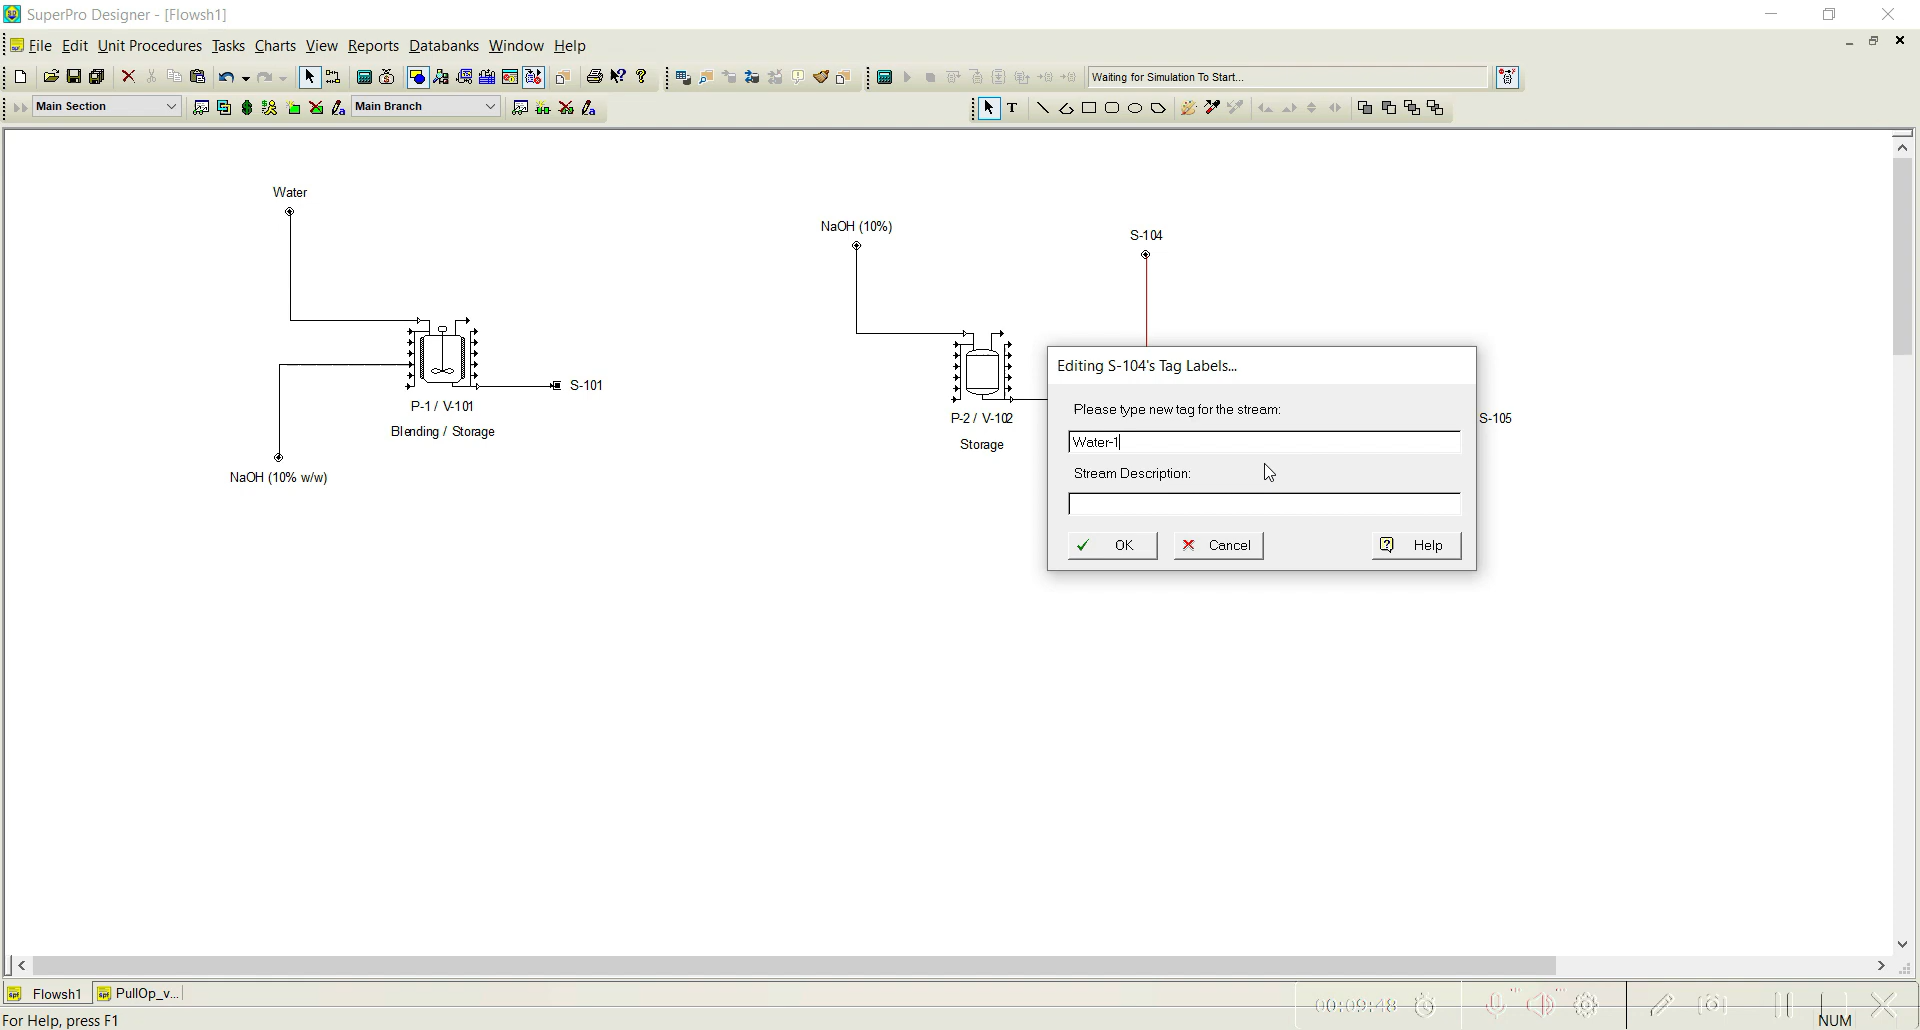 SuperPro Designer - [Flowsh1]
File Edit Unit Procedures Tasks Charts View Reports Databanks Window Help
Waiting for Simulation To Start...
Main Section
Main Branch
T
Water
NaOH (10%)
S-104
P-1 / V-101
Blending / Storage
S-101
NaOH (10% w/w)
P-2 / V-102
Storage
S-105
Editing S-104's Tag Labels...
Please type new tag for the stream:
Water-1
Stream Description:
OK
Cancel
Help
Flowsh1
PullOp_v...
00:09:48
For Help, press F1
NUM